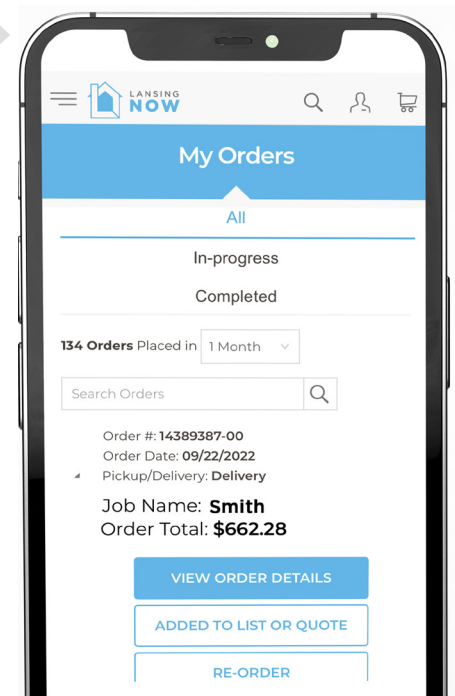 LANSING
NOW
My Orders
All
In-progress
Completed
134 Orders Placed in 1 Month
Search Orders
Order #: 14389387-00
Order Date: 09/22/2022
Pickup/Delivery: Delivery
Job Name: Smith
Order Total: $662.28
VIEW ORDER DETAILS
ADDED TO LIST OR QUOTE
RE-ORDER